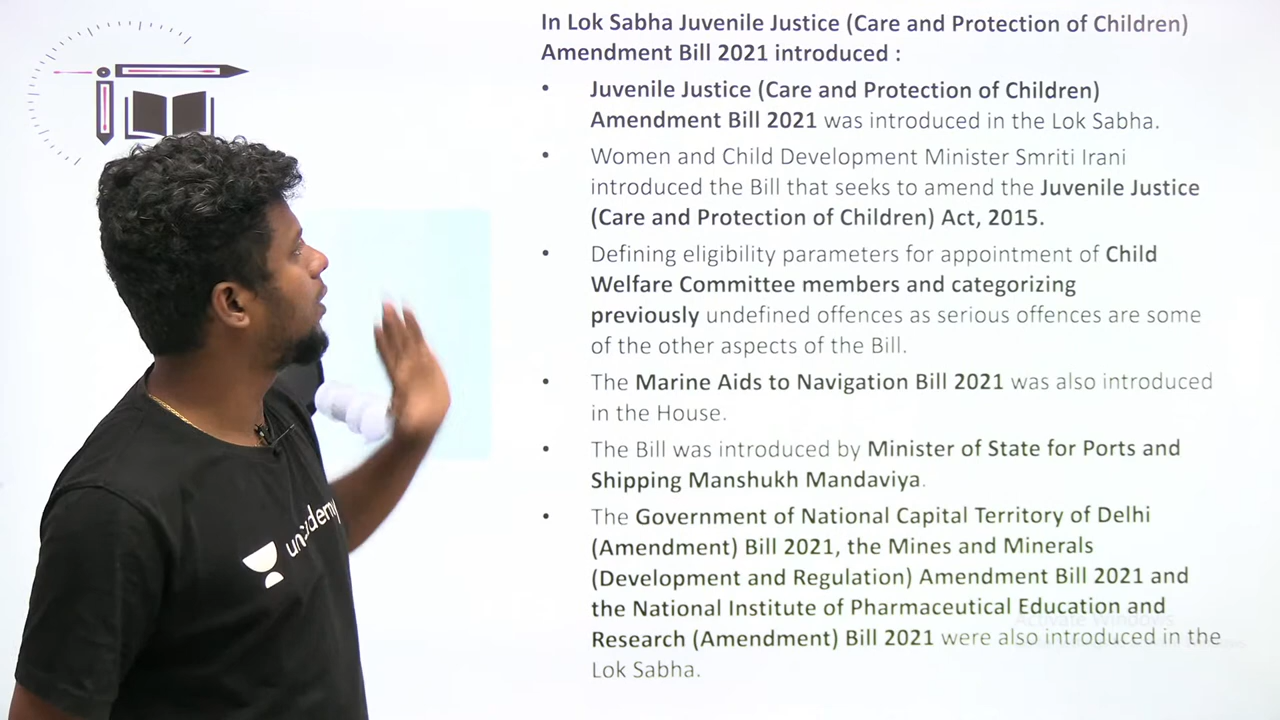 In Lok Sabha Juvenile Justice (Care and Protection of Children)
Amendment Bill 2021 introduced :
• Juvenile Justice (Care and Protection of Children)
Amendment Bill 2021 was introduced in the Lok Sabha.
• Women and Child Development Minister Smriti Irani
introduced the Bill that seeks to amend the Juvenile Justice
(Care and Protection of Children) Act, 2015.
• Defining eligibility parameters for appointment of Child
Welfare Committee members and categorizing
previously undefined offences as serious offences are some
of the other aspects of the Bill.
• The Marine Aids to Navigation Bill 2021 was also introduced
in the House.
• The Bill was introduced by Minister of State for Ports and
Shipping Manshukh Mandaviya.
• The Government of National Capital Territory of Delhi
(Amendment) Bill 2021, the Mines and Minerals
(Development and Regulation) Amendment Bill 2021 and
the National Institute of Pharmaceutical Education and
Research (Amendment) Bill 2021 were also introduced in the
Lok Sabha.
Activate Windows
unacademy